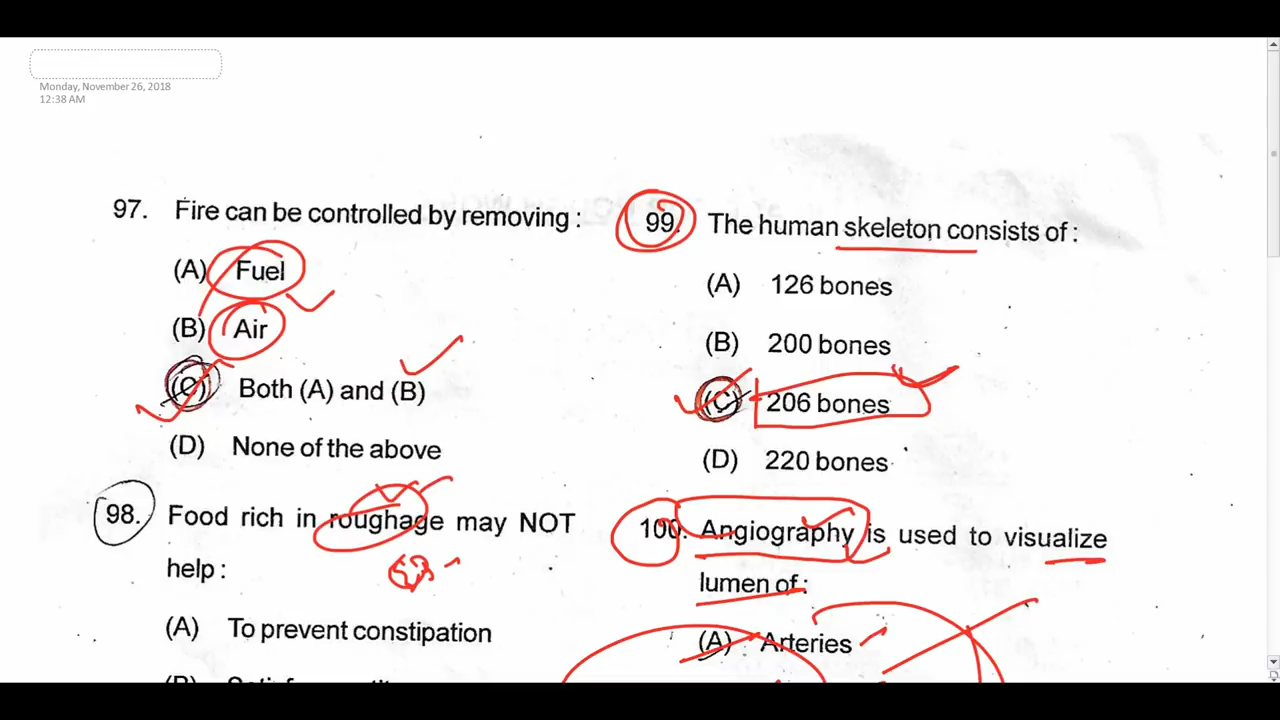 Monday, November 26, 2018
12:38 AM
97. Fire can be controlled by removing :
(A) Fuel
(B) Air
(C) Both (A) and (B)
(D) None of the above
98. Food rich in roughage may NOT
help :
(A) To prevent constipation
99. The human skeleton consists of :
(A) 126 bones
(B) 200 bones
(C) 206 bones
(D) 220 bones
100. Angiography is used to visualize
lumen of :
(A) Arteries